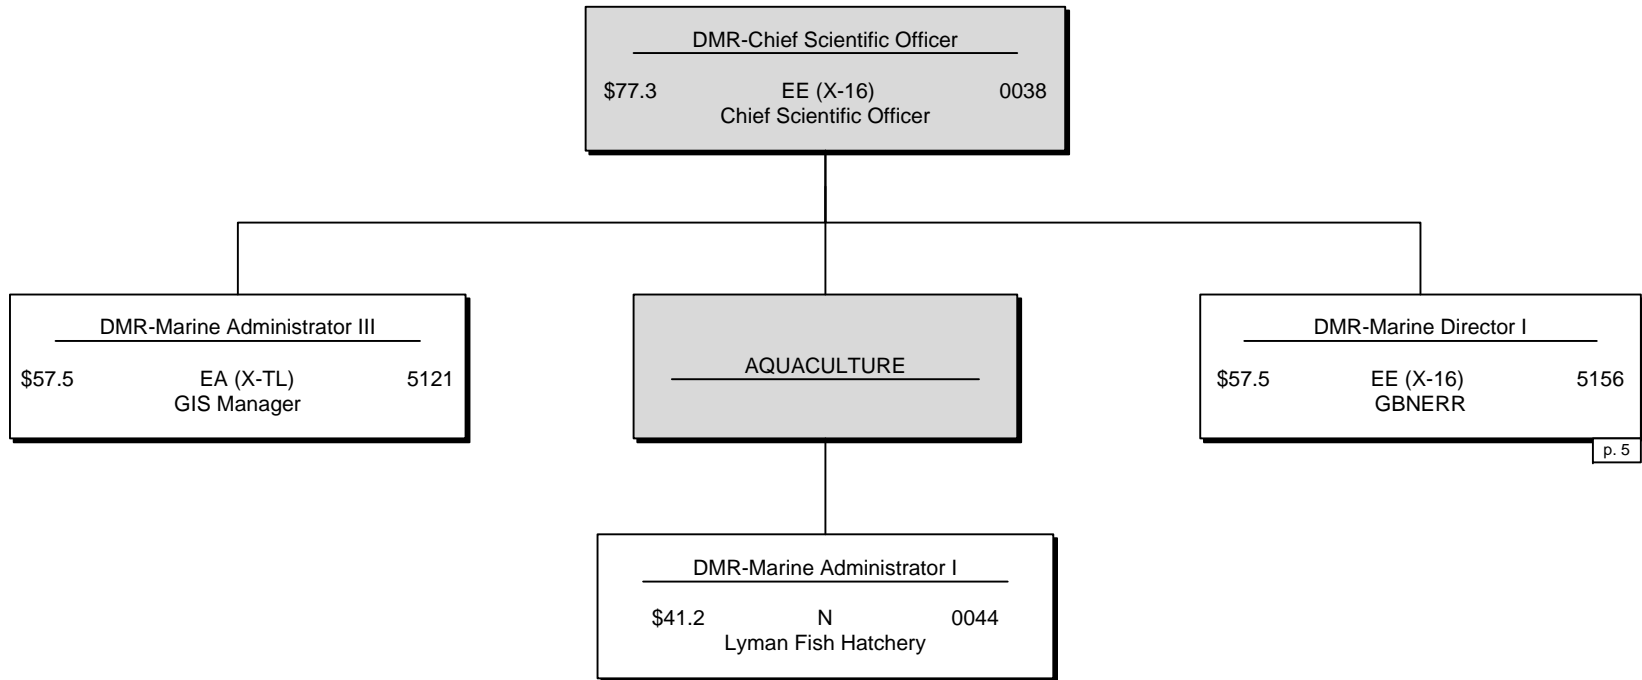 DMR-Chief Scientific Officer
$77.3 EE (X-16) 0038
Chief Scientific Officer
DMR-Marine Administrator III
$57.5 EA (X-TL) 5121
GIS Manager
AQUACULTURE
DMR-Marine Director I
$57.5 EE (X-16) 5156
GBNERR
p. 5
DMR-Marine Administrator I
$41.2 N 0044
Lyman Fish Hatchery